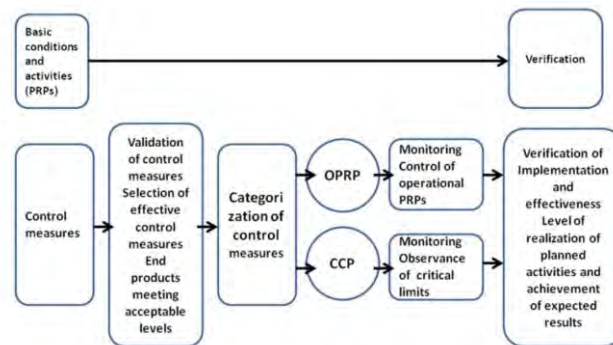 Basic
conditions
and
activities
(PRPs)
Verification
Control
measures
Validation
of control
measures
Selection of
effective
control
measures
End
products
meeting
acceptable
levels
Categori
zation of
control
measures
OPRP
CCP
Monitoring
Control of
operational
PRPs
Monitoring
Observance
of critical
limits
Verification of
Implementation
and
effectiveness
Level of
realization of
planned
activities and
achievement
of expected
results